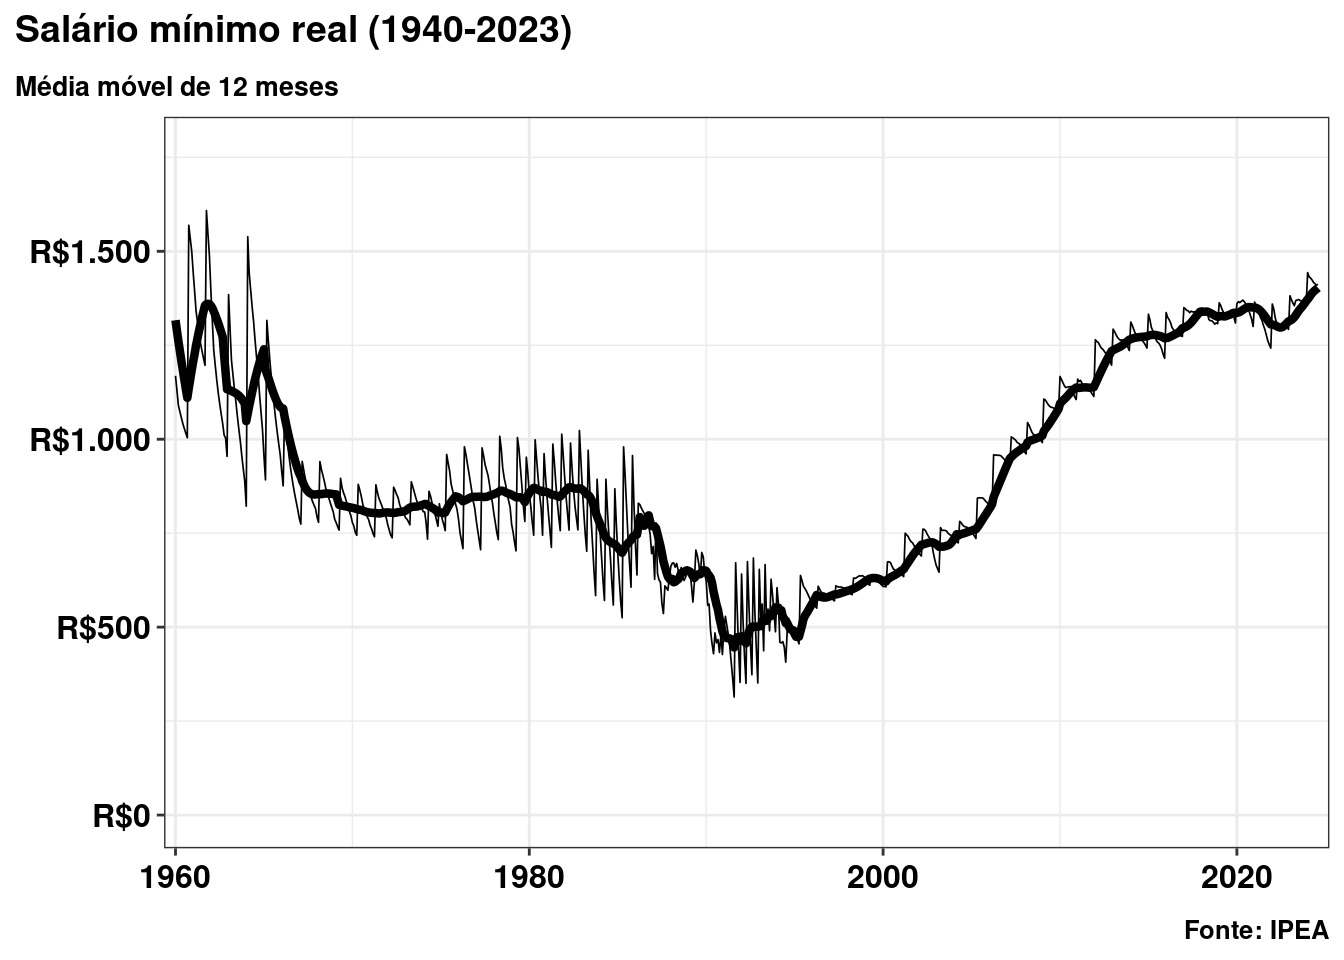 Salário mínimo real (1940-2023)
Média móvel de 12 meses
R$1.500
R$1.000
R$500
R$0
1960 1980 2000 2020
Fonte: IPEA